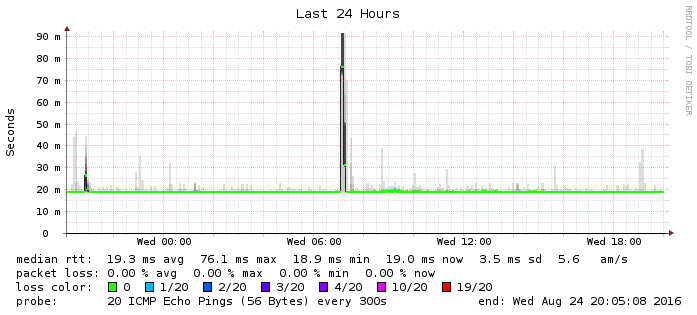 Last 24 Hours
RRDTOOL / TOBI OETIKER
Seconds
90 m
80 m
70 m
60 m
50 m
40 m
30 m
20 m
10 m
0
Wed 00:00 Wed 06:00 Wed 12:00 Wed 18:00
median rtt: 19.3 ms avg 76.1 ms max 18.9 ms min 19.0 ms now 3.5 ms sd 5.6 am/s
packet loss: 0.00 % avg 0.00 % max 0.00 % min 0.00 % now
loss color: 0 1/20 2/20 3/20 4/20 10/20 19/20
probe: 20 ICMP Echo Pings (56 Bytes) every 300s end: Wed Aug 24 20:05:08 2016